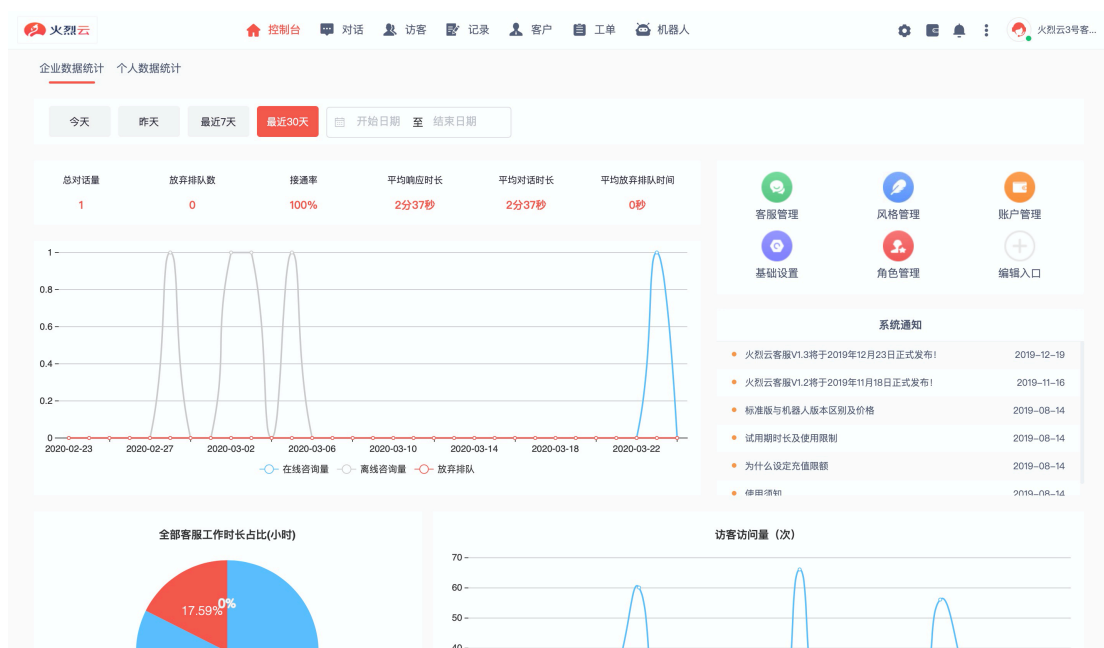 火烈云
控制台 对话 访客 记录 客户 工单 机器人
火烈云3号客...
企业数据统计 个人数据统计
今天 昨天 最近7天 最近30天 开始日期 至 结束日期
总对话量 放弃排队数 接通率 平均响应时长 平均对话时长 平均放弃排队时间
1 0 100% 2分37秒 2分37秒 0秒
客服管理 风格管理 账户管理
基础设置 角色管理 编辑入口
1
0.8
0.6
0.4
0.2
0
2020-02-23 2020-02-27 2020-03-02 2020-03-06 2020-03-10 2020-03-14 2020-03-18 2020-03-22
在线咨询量 离线咨询量 放弃排队
系统通知
火烈云客服V1.3将于2019年12月23日正式发布! 2019-12-19
火烈云客服V1.2将于2019年11月18日正式发布! 2019-11-16
标准版与机器人版本区别及价格 2019-08-14
试用期时长及使用限制 2019-08-14
为什么设定充值限额 2019-08-14
使用须知 2019-08-14
全部客服工作时长占比(小时)
17.59% 0%
访客访问量（次）
70
60
50
40